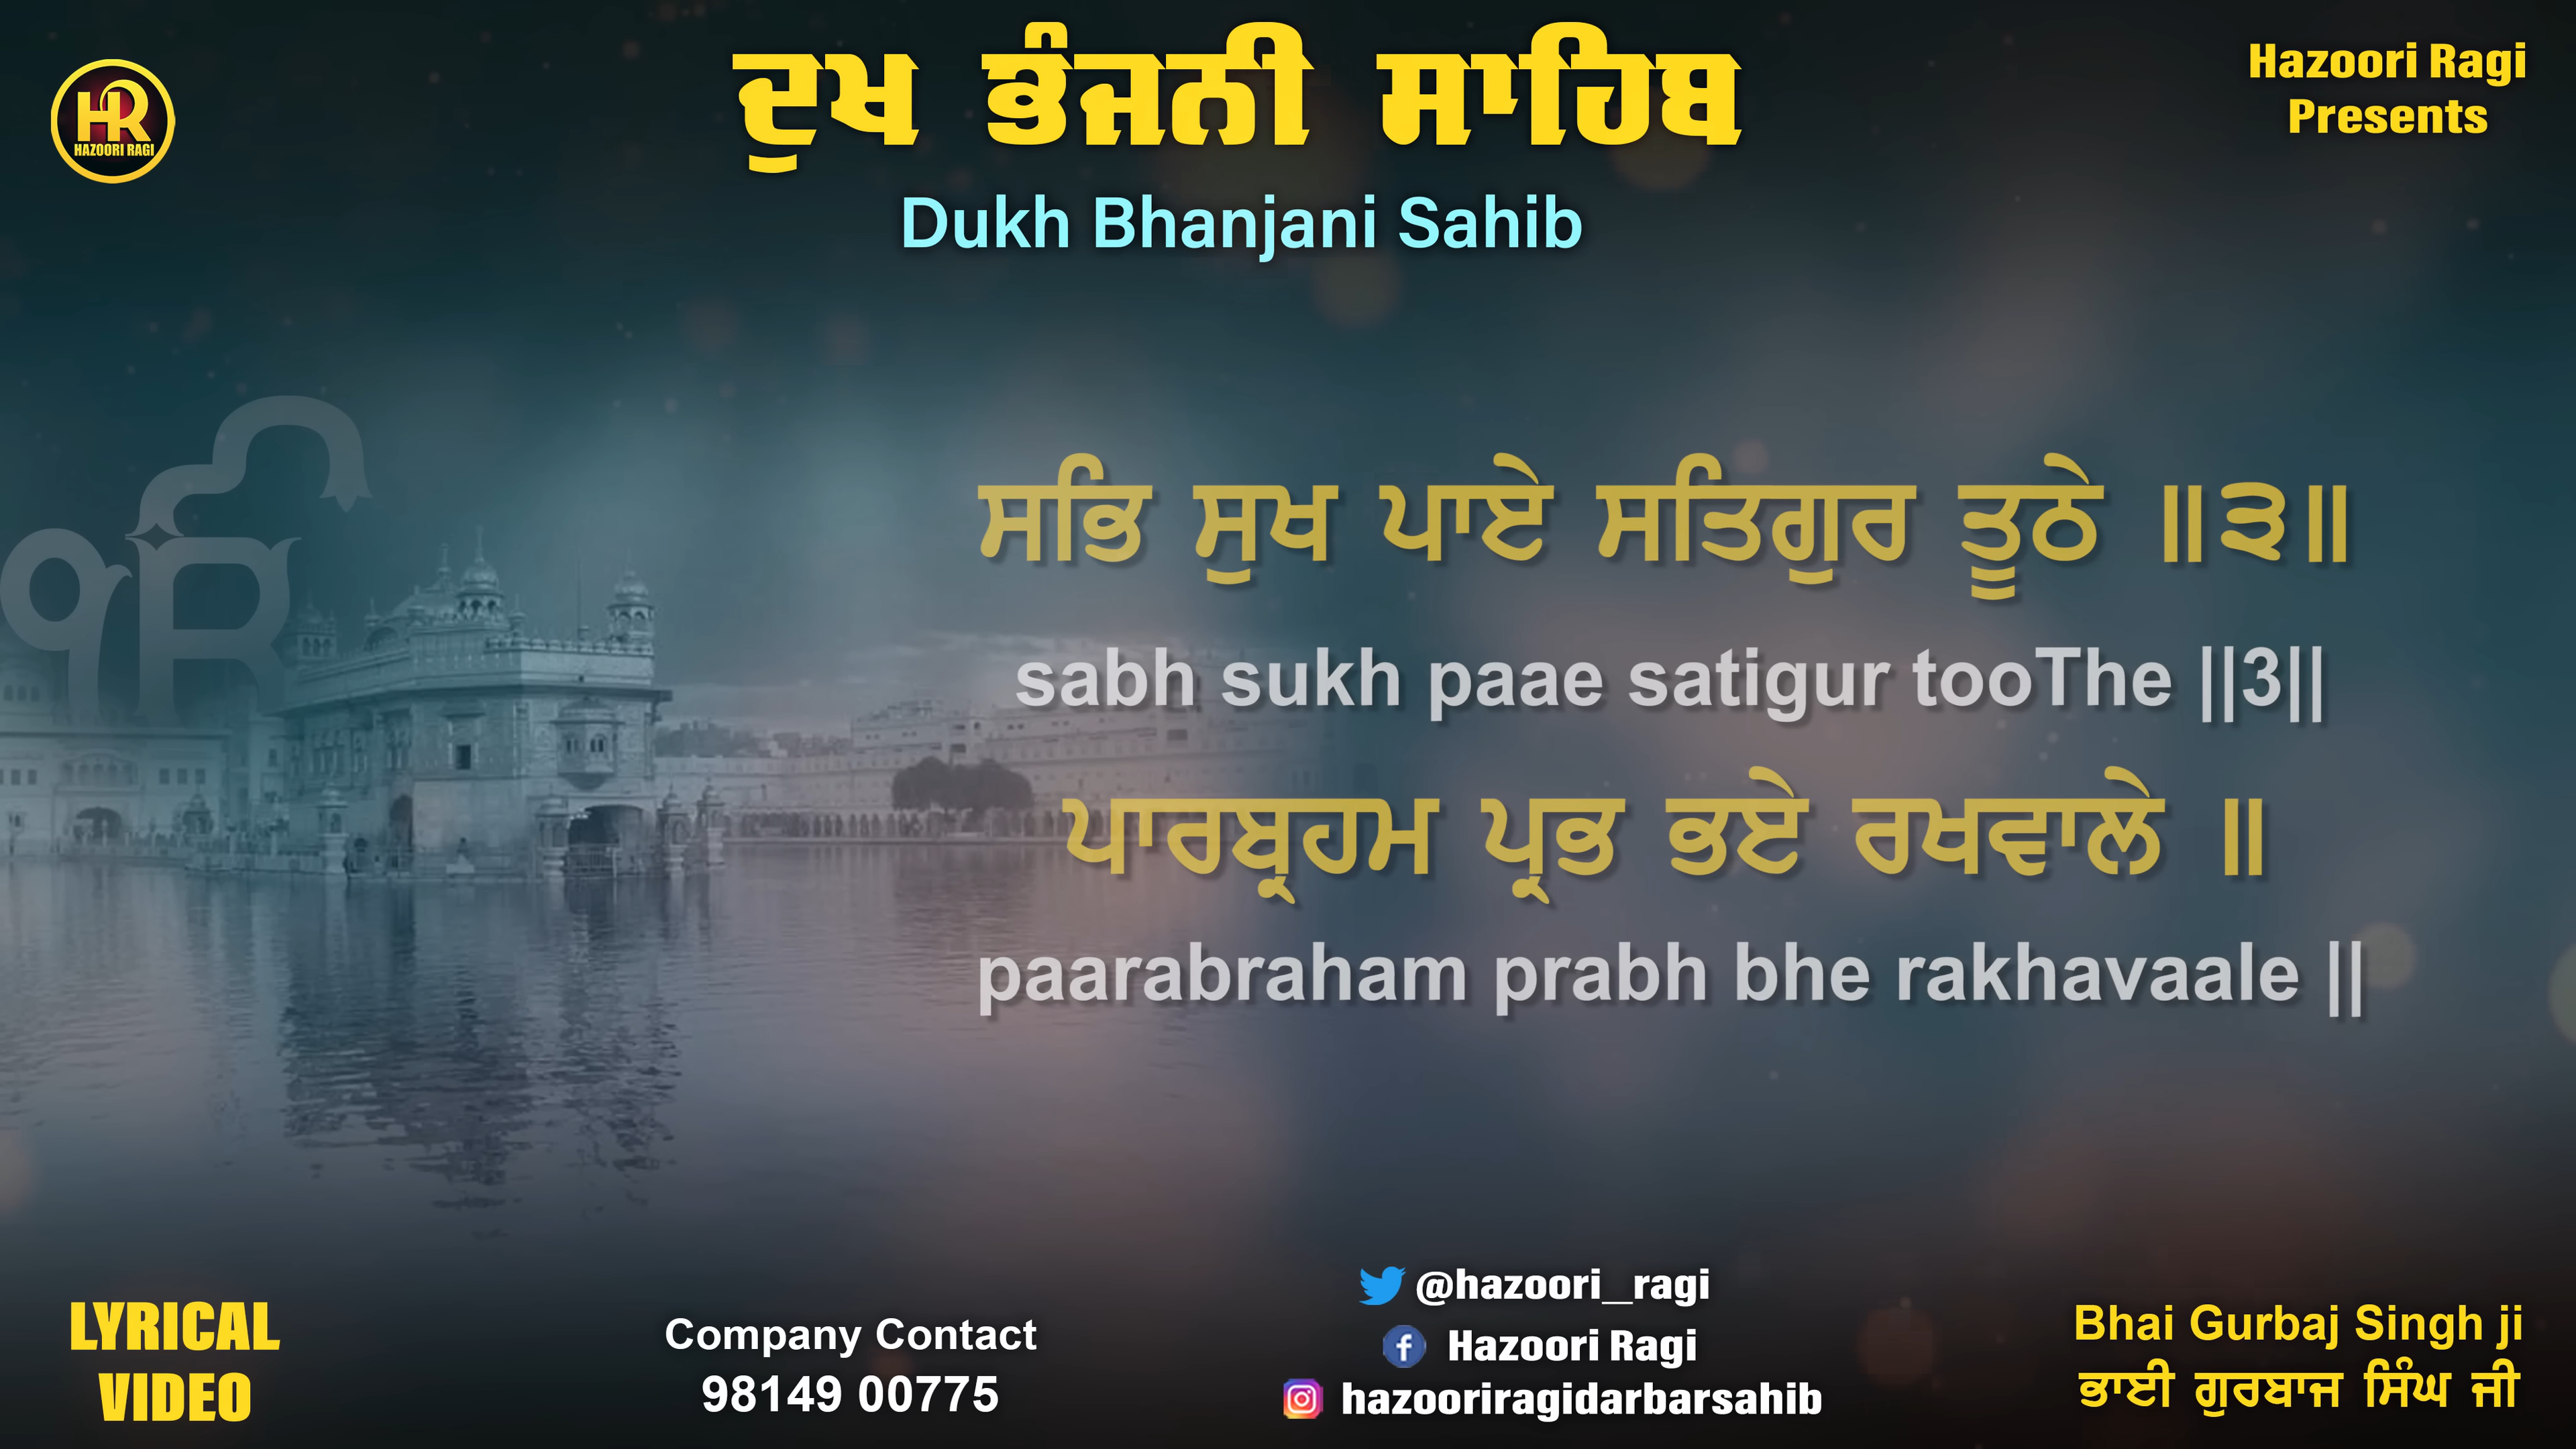 ਦੁਖ ਭੰਜਨੀ ਸਾਹਿਬ
Hazoori Ragi
Presents
HR
HAZOORI RAGI
Dukh Bhanjani Sahib
ੴ
ਸਭਿ ਸੁਖ ਪਾਏ ਸਤਿਗੁਰ ਤੂਠੇ ॥੩॥
sabh sukh paae satigur tooThe ||3||
ਪਾਰਬ੍ਰਹਮ ਪ੍ਰਭ ਭਏ ਰਖਵਾਲੇ ॥
paarabraham prabh bhe rakhavaale ||
LYRICAL
VIDEO
Company Contact
98149 00775
@hazoori_ragi
Hazoori Ragi
hazooriragidarbarsahib
Bhai Gurbaj Singh ji
ਭਾਈ ਗੁਰਬਾਜ ਸਿੰਘ ਜੀ